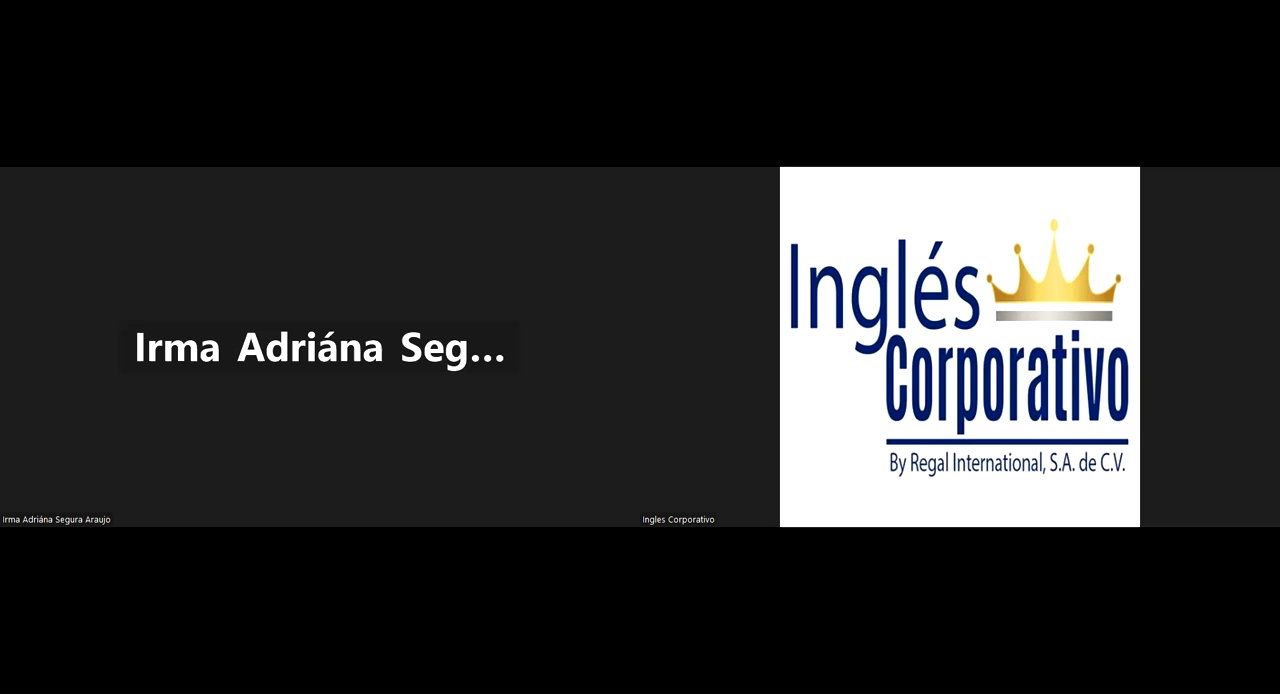 Irma Adriána Seg...
Irma Adriána Segura Araujo
Inglés
Corporativo
By Regal International, S.A. de C.V.
Ingles Corporativo